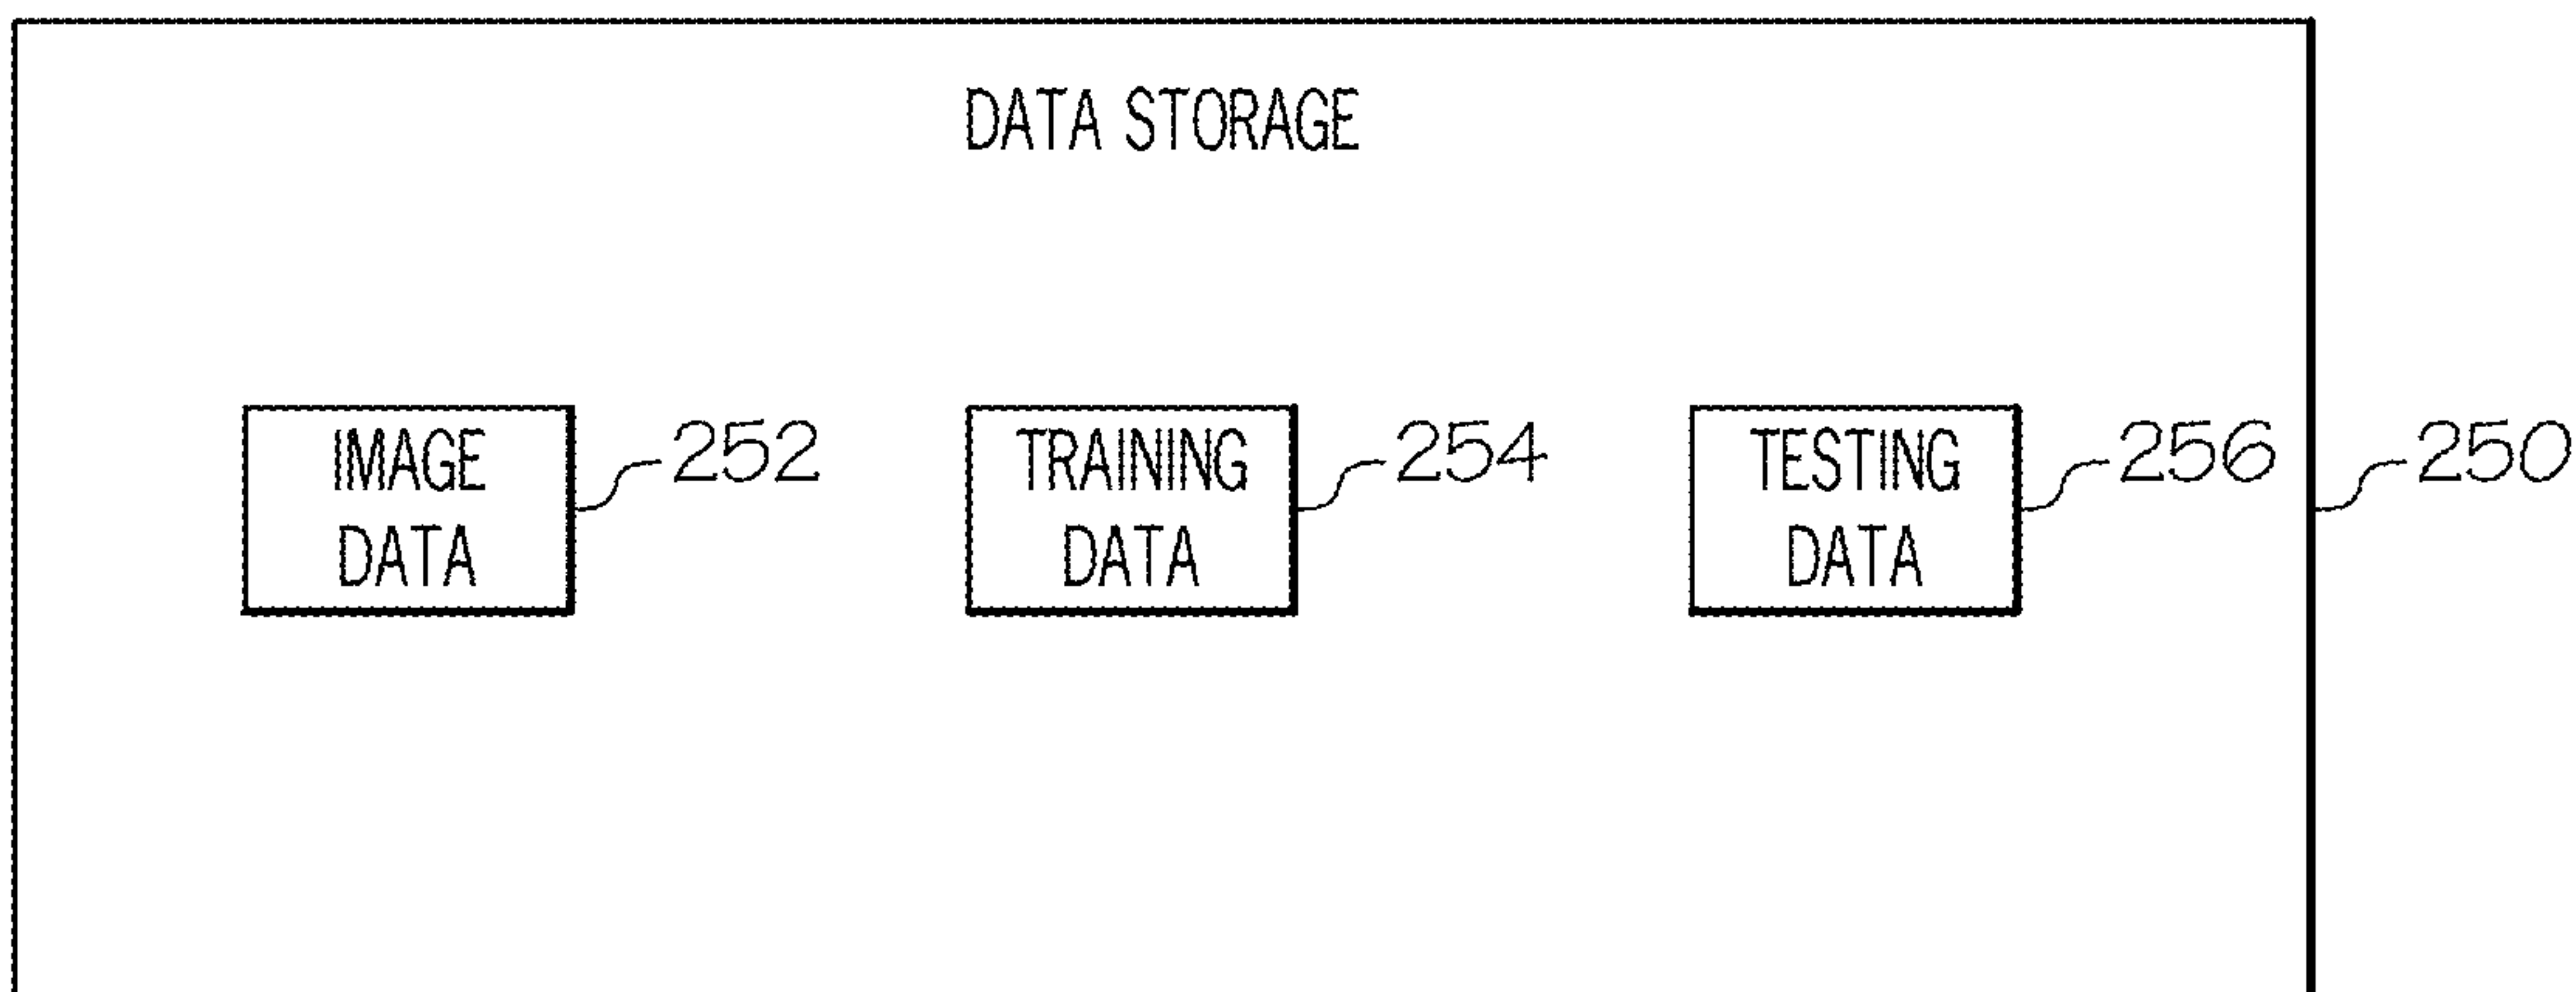 DATA STORAGE
IMAGE
DATA
252
TRAINING
DATA
254
TESTING
DATA
256
250